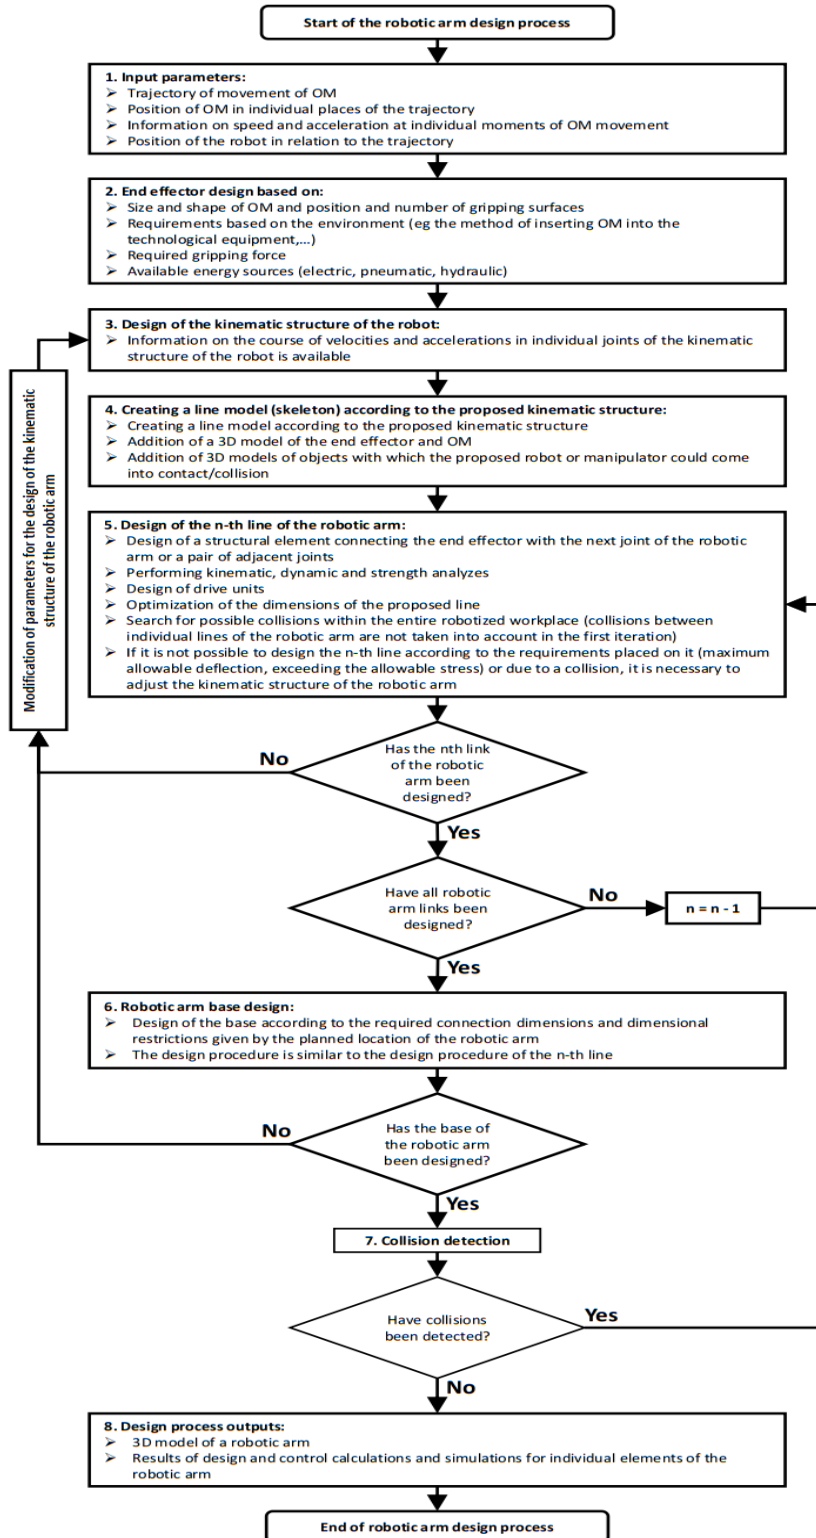 Start of the robotic arm design process
1. Input parameters:
➢ Trajectory of movement of OM
➢ Position of OM in individual places of the trajectory
➢ Information on speed and acceleration at individual moments of OM movement
➢ Position of the robot in relation to the trajectory
2. End effector design based on:
➢ Size and shape of OM and position and number of gripping surfaces
➢ Requirements based on the environment (eg the method of inserting OM into the
technological equipment,...)
➢ Required gripping force
➢ Available energy sources (electric, pneumatic, hydraulic)
3. Design of the kinematic structure of the robot:
➢ Information on the course of velocities and accelerations in individual joints of the kinematic
structure of the robot is available
Modification of parameters for the design of the kinematic
structure of the robotic arm
4. Creating a line model (skeleton) according to the proposed kinematic structure:
➢ Creating a line model according to the proposed kinematic structure
➢ Addition of a 3D model of the end effector and OM
➢ Addition of 3D models of objects with which the proposed robot or manipulator could come
into contact/collision
5. Design of the n-th line of the robotic arm:
➢ Design of a structural element connecting the end effector with the next joint of the robotic
arm or a pair of adjacent joints
➢ Performing kinematic, dynamic and strength analyzes
➢ Design of drive units
➢ Optimization of the dimensions of the proposed line
➢ Search for possible collisions within the entire robotized workplace (collisions between
individual lines of the robotic arm are not taken into account in the first iteration)
➢ If it is not possible to design the n-th line according to the requirements placed on it (maximum
allowable deflection, exceeding the allowable stress) or due to a collision, it is necessary to
adjust the kinematic structure of the robotic arm
No
Has the nth link
of the robotic
arm been
designed?
Yes
Have all robotic
arm links been
designed?
No
n = n - 1
Yes
6. Robotic arm base design:
➢ Design of the base according to the required connection dimensions and dimensional
restrictions given by the planned location of the robotic arm
➢ The design procedure is similar to the design procedure of the n-th line
No
Has the base of
the robotic arm
been designed?
Yes
7. Collision detection
Have collisions
been detected?
Yes
No
8. Design process outputs:
➢ 3D model of a robotic arm
➢ Results of design and control calculations and simulations for individual elements of the
robotic arm
End of robotic arm design process